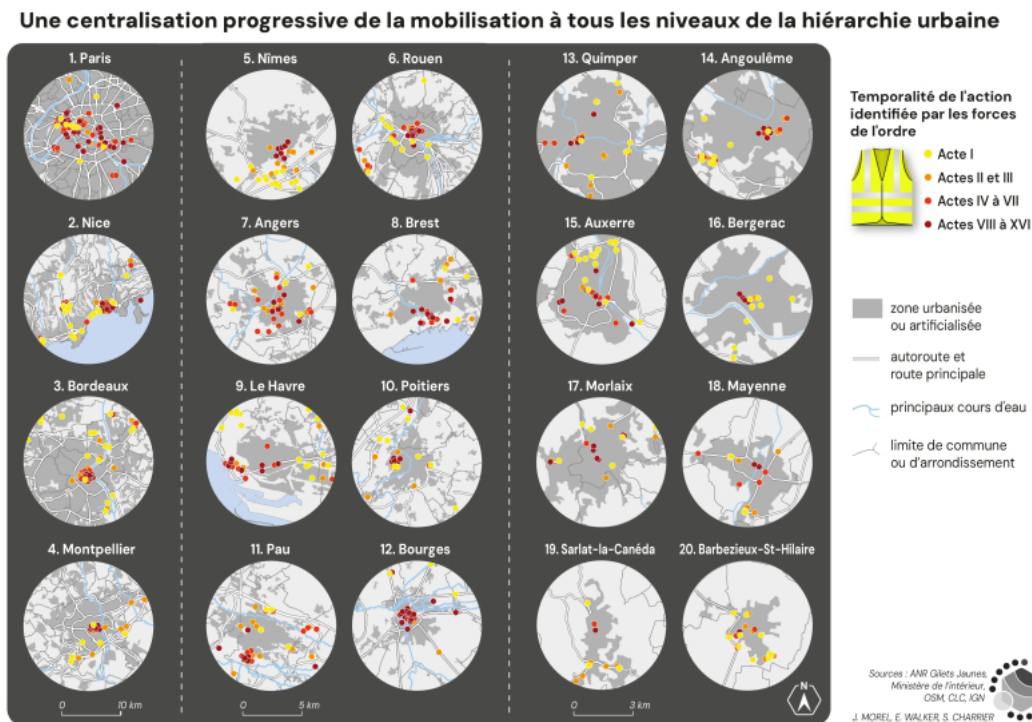 Une centralisation progressive de la mobilisation à tous les niveaux de la hiérarchie urbaine
1. Paris
5. Nîmes
6. Rouen
13. Quimper
14. Angoulême
2. Nice
7. Angers
8. Brest
15. Auxerre
16. Bergerac
3. Bordeaux
9. Le Havre
10. Poitiers
17. Morlaix
18. Mayenne
4. Montpellier
11. Pau
12. Bourges
19. Sarlat-la-Canéda
20. Barbezieux-St-Hilaire
0 10 km
0 5 km
0 3 km
N
Temporalité de l'action
identifiée par les forces
de l'ordre
Acte I
Actes II et III
Actes IV à VII
Actes VIII à XVI
zone urbanisée
ou artificialisée
autoroute et
route principale
principaux cours d'eau
limite de commune
ou d'arrondissement
Sources : ANR Gilets Jaunes,
Ministère de l'intérieur,
OSM, CLC, IGN
J. MOREL, E. WALKER, S. CHARRIER